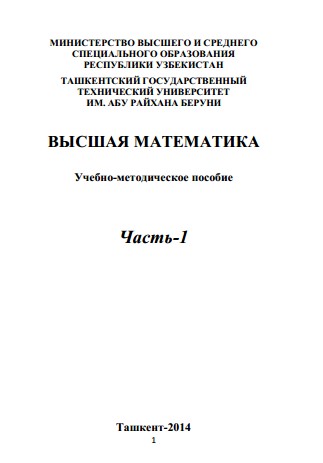 МИНИСТЕРСТВО ВЫСШЕГО И СРЕДНЕГО
СПЕЦИАЛЬНОГО ОБРАЗОВАНИЯ
РЕСПУБЛИКИ УЗБЕКИСТАН
ТАШКЕНТСКИЙ ГОСУДАРСТВЕННЫЙ
ТЕХНИЧЕСКИЙ УНИВЕРСИТЕТ
ИМ. АБУ РАЙХАНА БЕРУНИ
ВЫСШАЯ МАТЕМАТИКА
Учебно-методическое пособие
Часть-1
Ташкент-2014
1